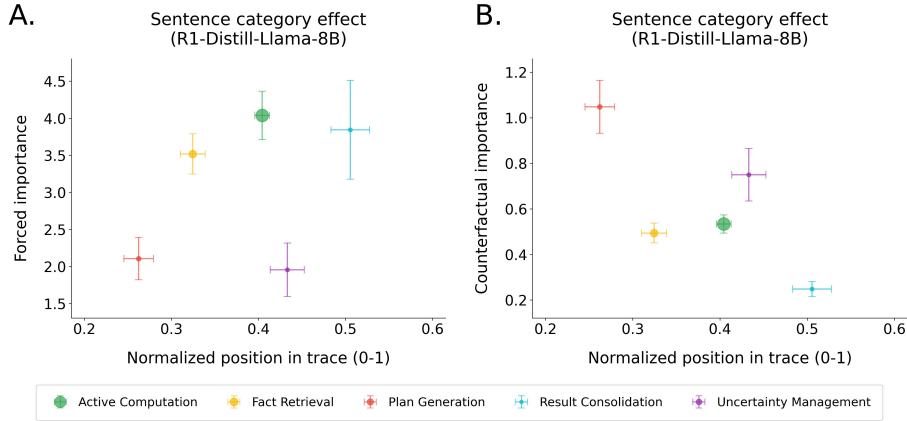 A.
Sentence category effect
(R1-Distill-Llama-8B)
Forced importance
4.5
4.0
3.5
3.0
2.5
2.0
1.5
0.2 0.3 0.4 0.5 0.6
Normalized position in trace (0-1)
B.
Sentence category effect
(R1-Distill-Llama-8B)
Counterfactual importance
1.2
1.0
0.8
0.6
0.4
0.2
0.2 0.3 0.4 0.5 0.6
Normalized position in trace (0-1)
Active Computation Fact Retrieval Plan Generation Result Consolidation Uncertainty Management